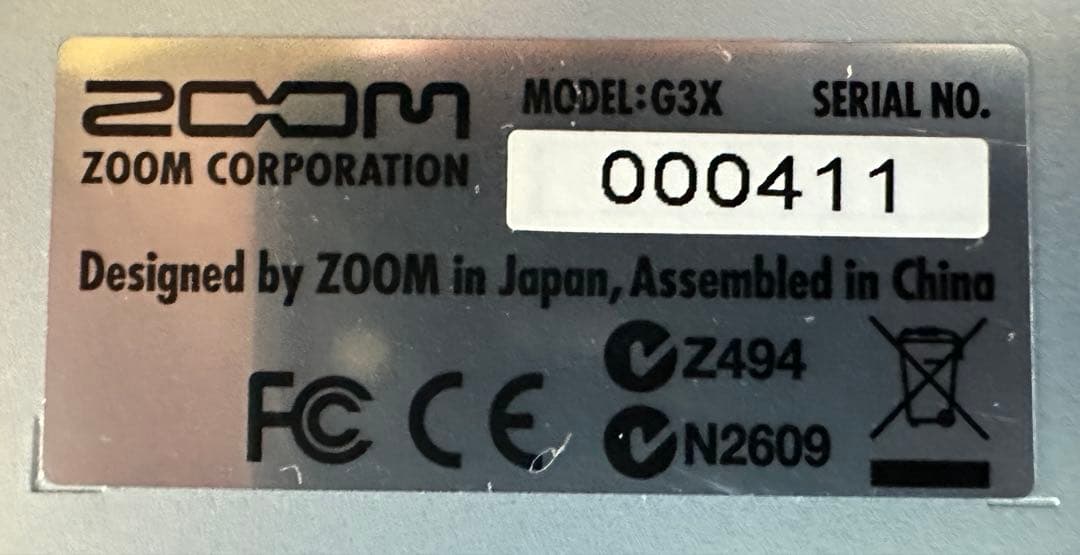 ZOOM MODEL:G3X SERIAL NO.
ZOOM CORPORATION 000411
Designed by ZOOM in Japan, Assembled in China
Z494
FC CE
N2609